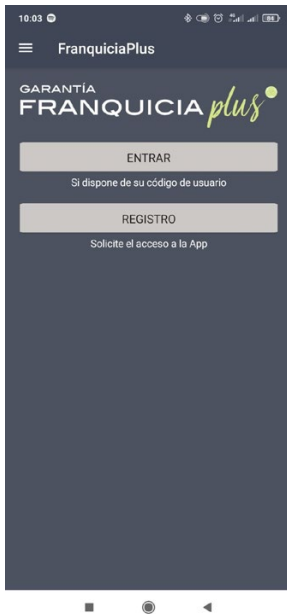 10:03
84
FranquiciaPlus
GARANTÍA
FRANQUICIA plus
ENTRAR
Si dispone de su código de usuario
REGISTRO
Solicite el acceso a la App